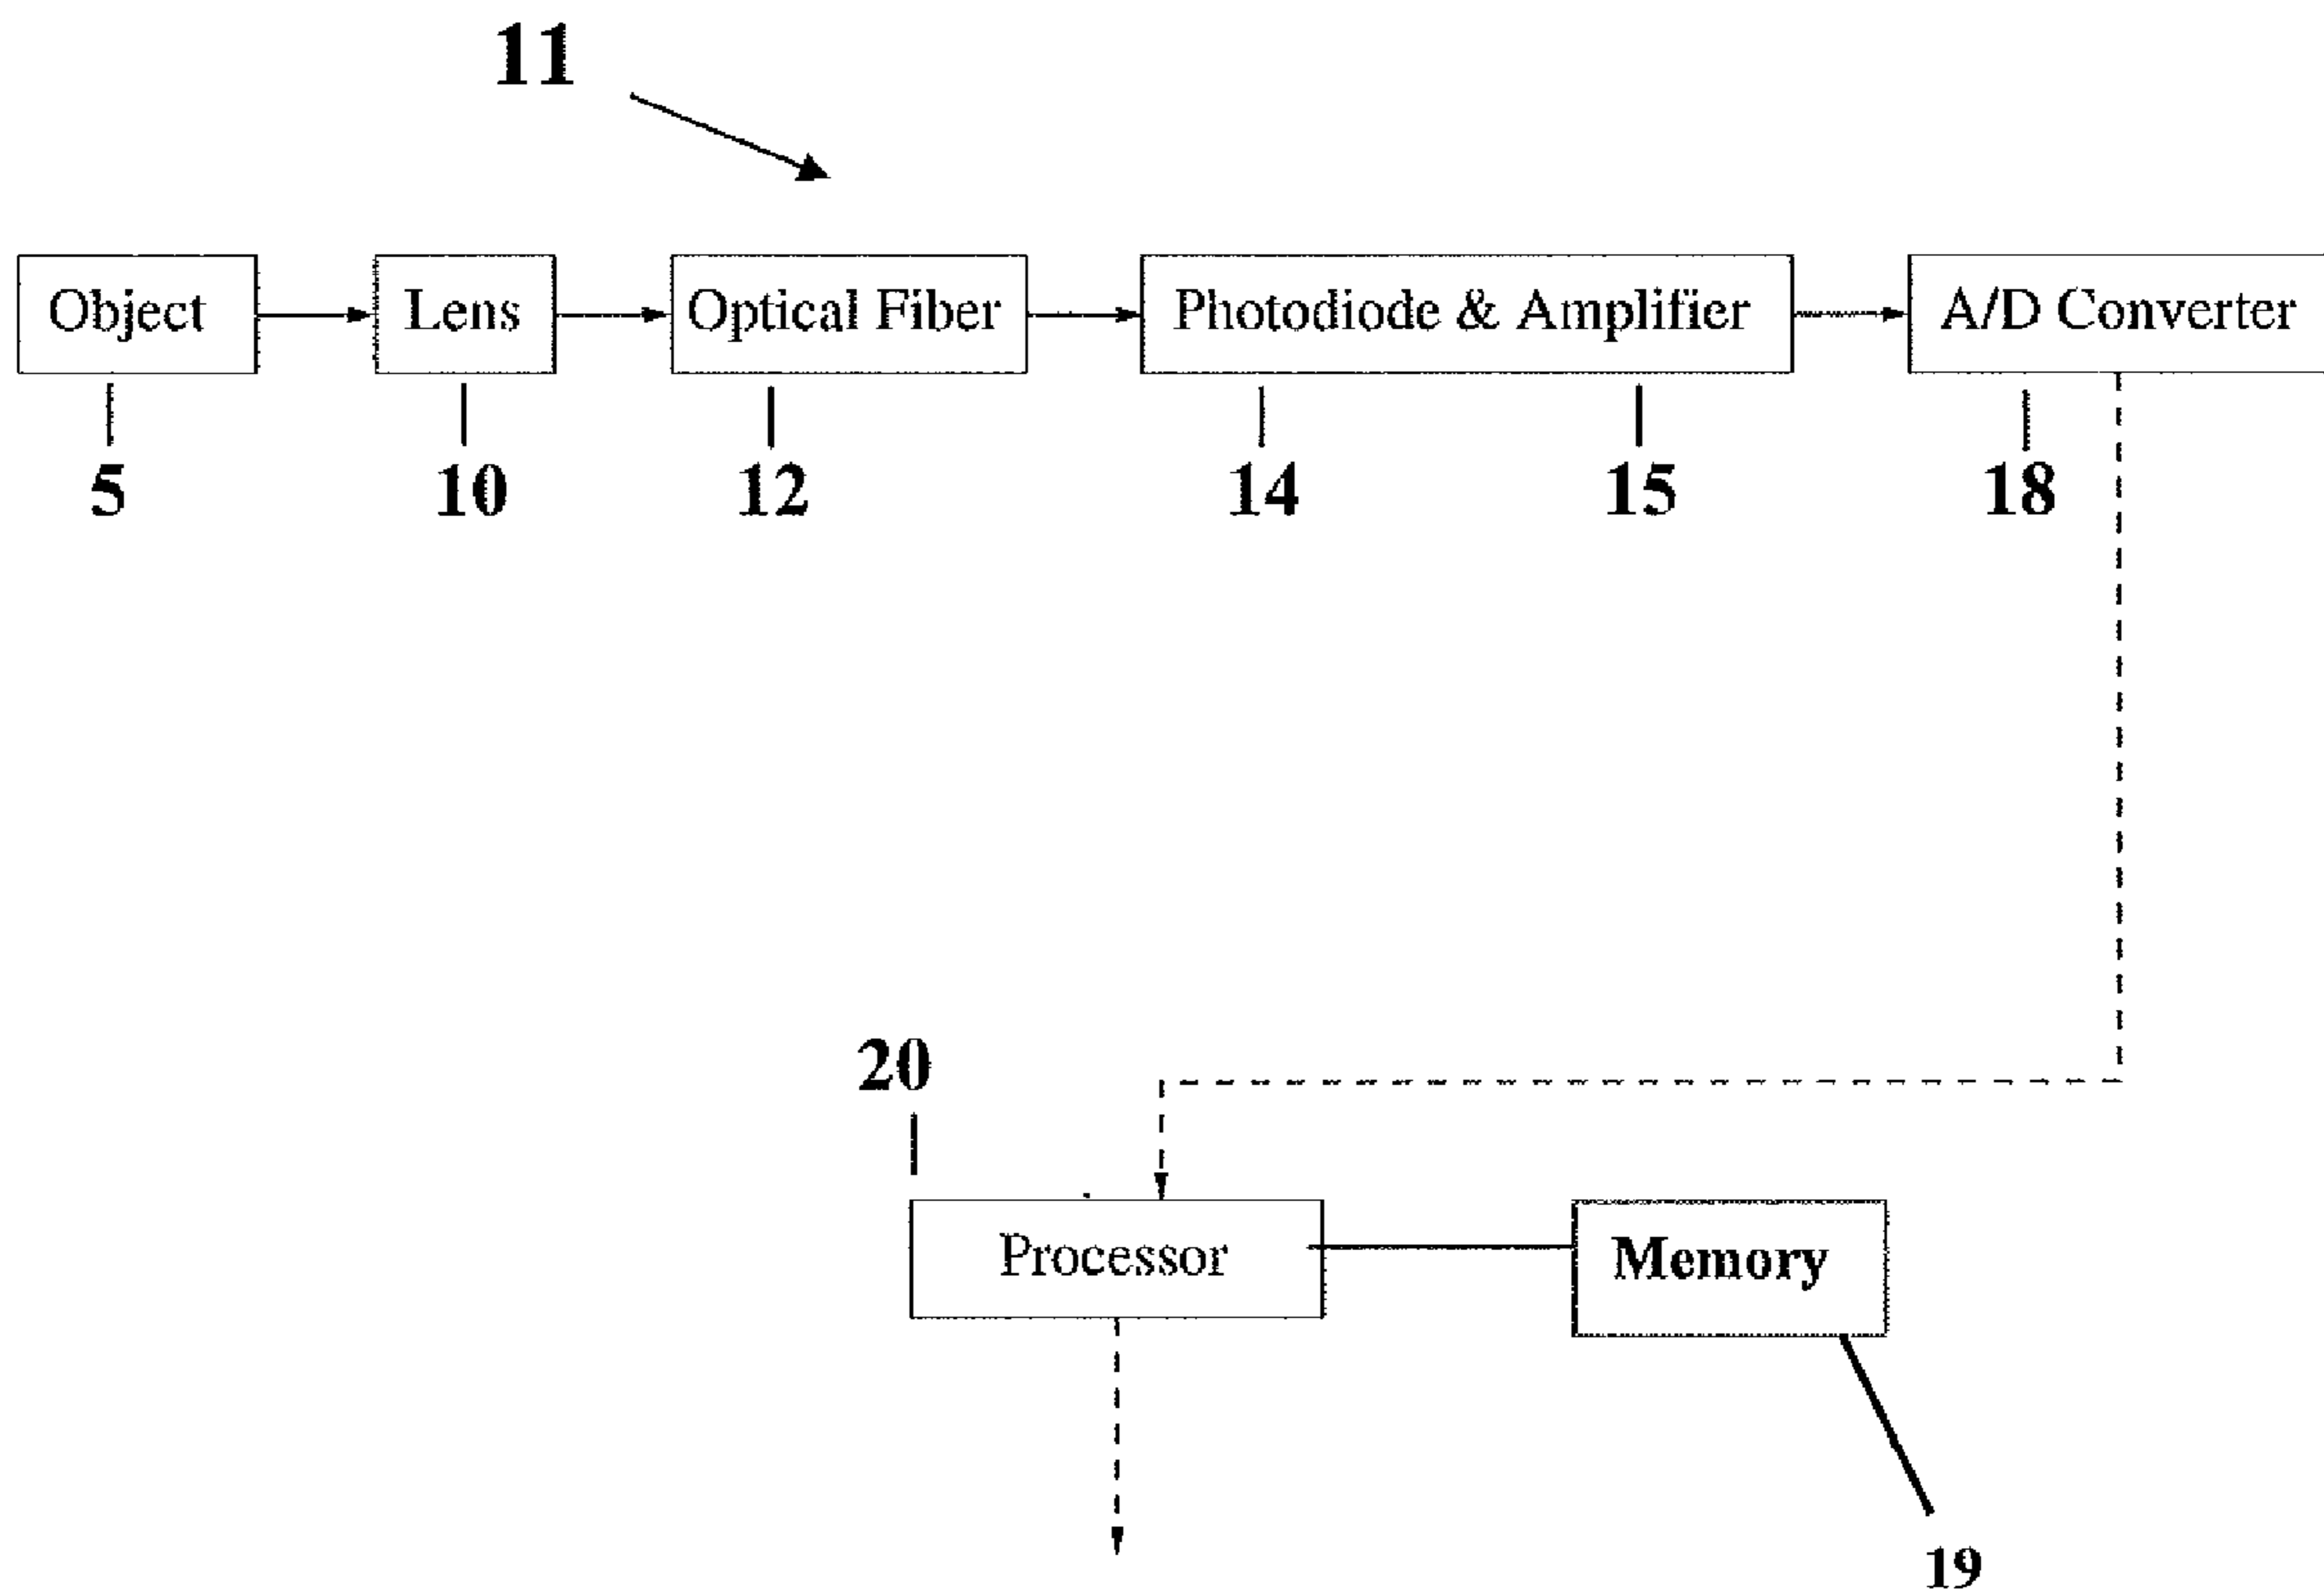 11
Object Lens Optical Fiber Photodiode & Amplifier A/D Converter
5 10 12 14 15 18
20
Processor Memory
19